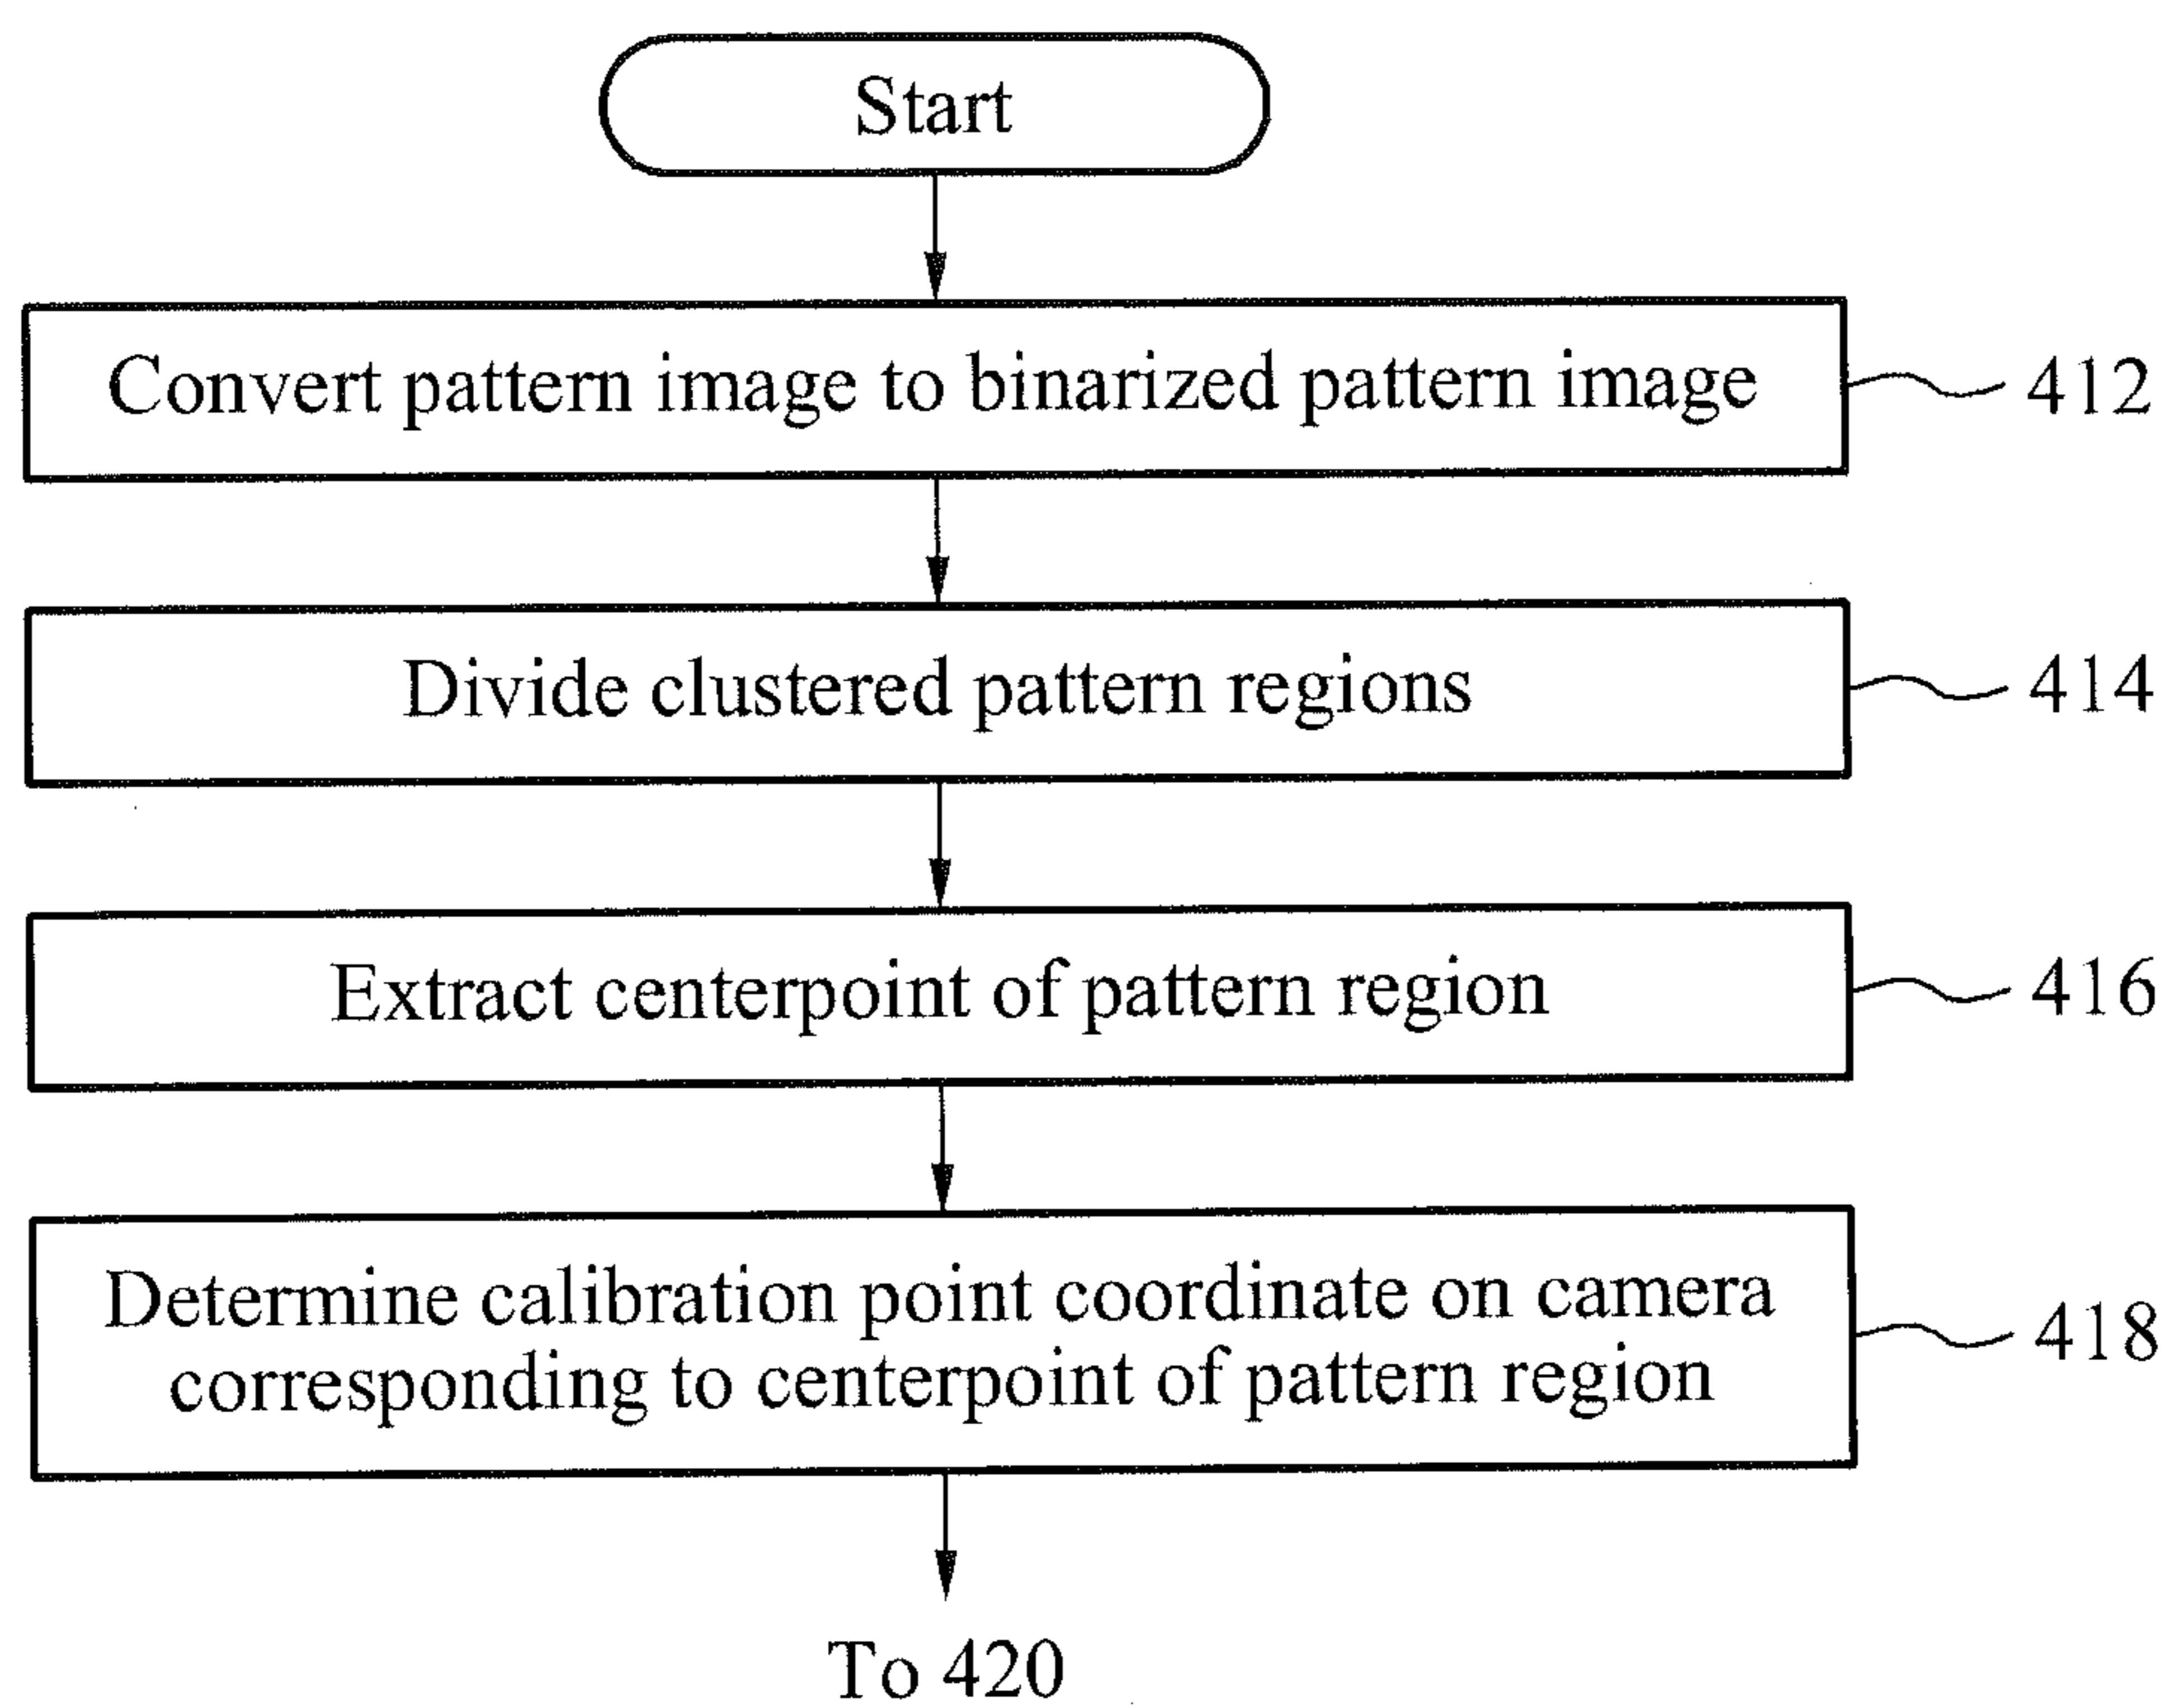 Start
Convert pattern image to binarized pattern image
412
Divide clustered pattern regions
414
Extract centerpoint of pattern region
416
Determine calibration point coordinate on camera
corresponding to centerpoint of pattern region
418
To 420